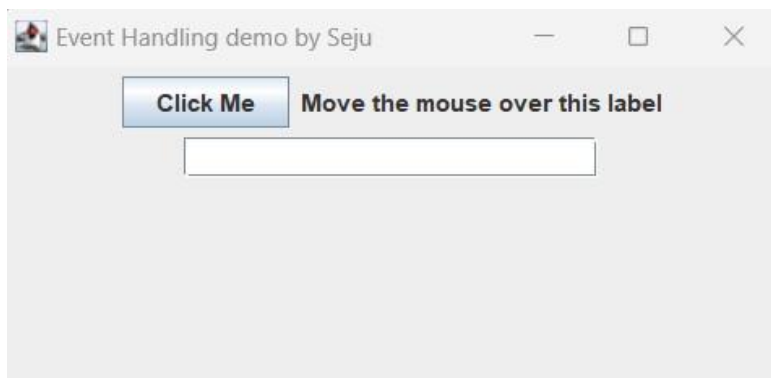 Event Handling demo by Seju
Click Me Move the mouse over this label